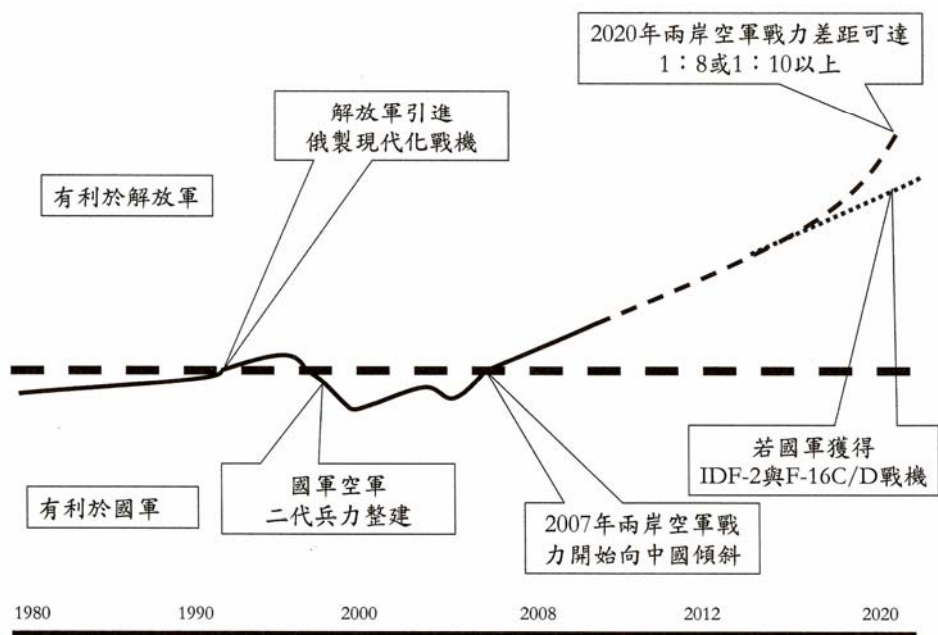 2020年兩岸空軍戰力差距可達
1：8或1：10以上
解放軍引進
俄製現代化戰機
有利於解放軍
若國軍獲得
IDF-2與F-16C/D戰機
國軍空軍
二代兵力整建
有利於國軍
2007年兩岸空軍戰
力開始向中國傾斜
1980
1990
2000
2008
2012
2020